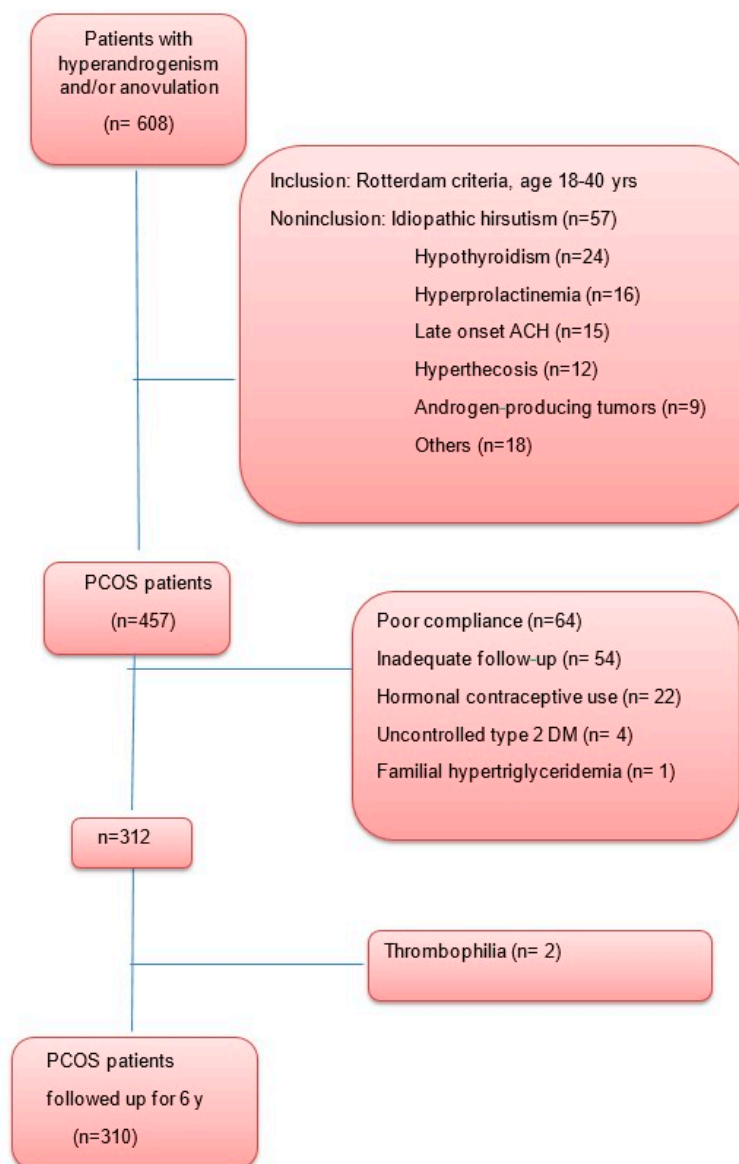 Patients with
hyperandrogenism
and/or anovulation
(n= 608)
Inclusion: Rotterdam criteria, age 18-40 yrs
Noninclusion: Idiopathic hirsutism (n=57)
Hypothyroidism (n=24)
Hyperprolactinemia (n=16)
Late onset ACH (n=15)
Hyperthecosis (n=12)
Androgen-producing tumors (n=9)
Others (n=18)
PCOS patients
(n=457)
Poor compliance (n=64)
Inadequate follow-up (n= 54)
Hormonal contraceptive use (n= 22)
Uncontrolled type 2 DM (n= 4)
Familial hypertriglyceridemia (n= 1)
n=312
Thrombophilia (n= 2)
PCOS patients
followed up for 6 y
(n=310)